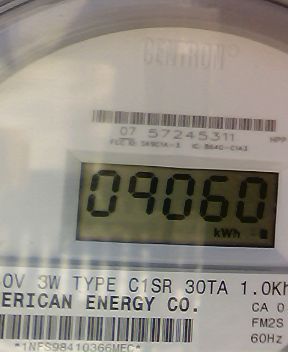 CENTRON®
07 57245311
09060
kWh
0V 3W TYPE C1SR 30TA 1.0Kh
ERICAN ENERGY CO.
CA 0
FM2S
60Hz
*1NFS98410366MEC*